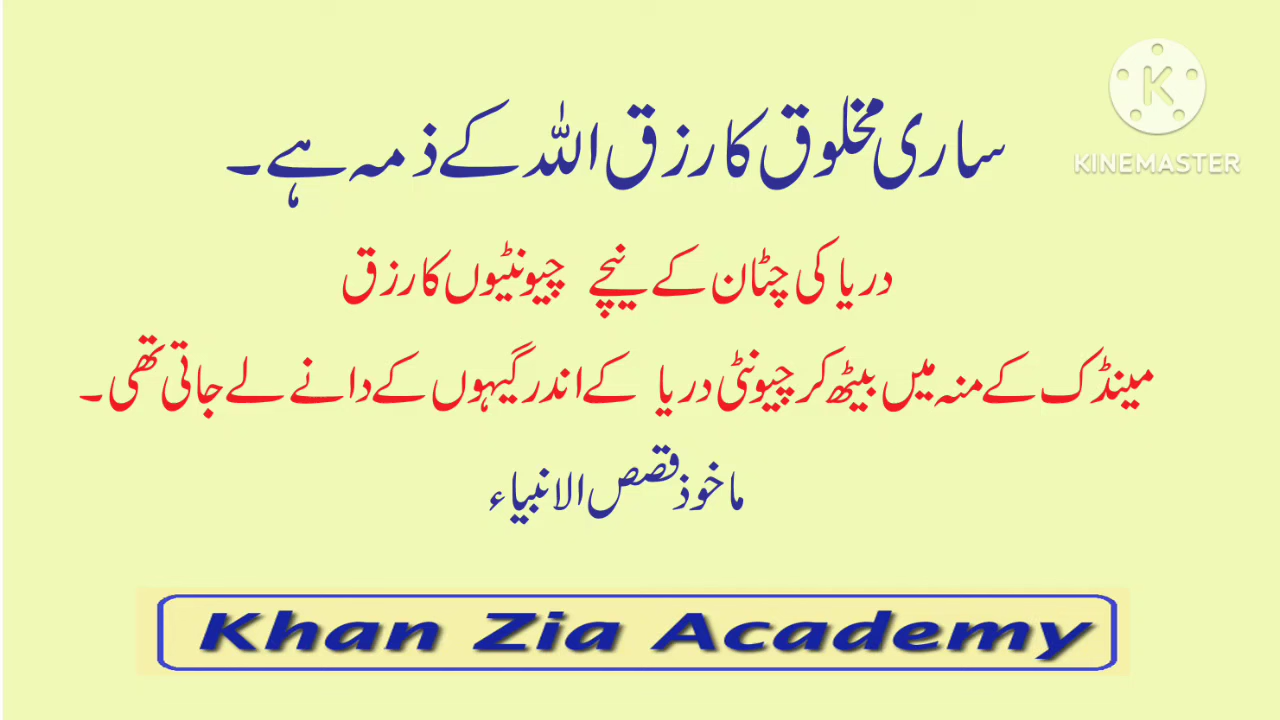 ساری مخلوق کا رزق اللہ کے ذمہ ہے۔
KINEMASTER
دریا کی چٹان کے نیچے چیونٹیوں کا رزق
مینڈک کے منہ میں بیٹھ کر چیونٹی دریا کے اندر گیہوں کے دانے لے جاتی تھی۔
ماخوذ قصص الانبیاء
Khan Zia Academy